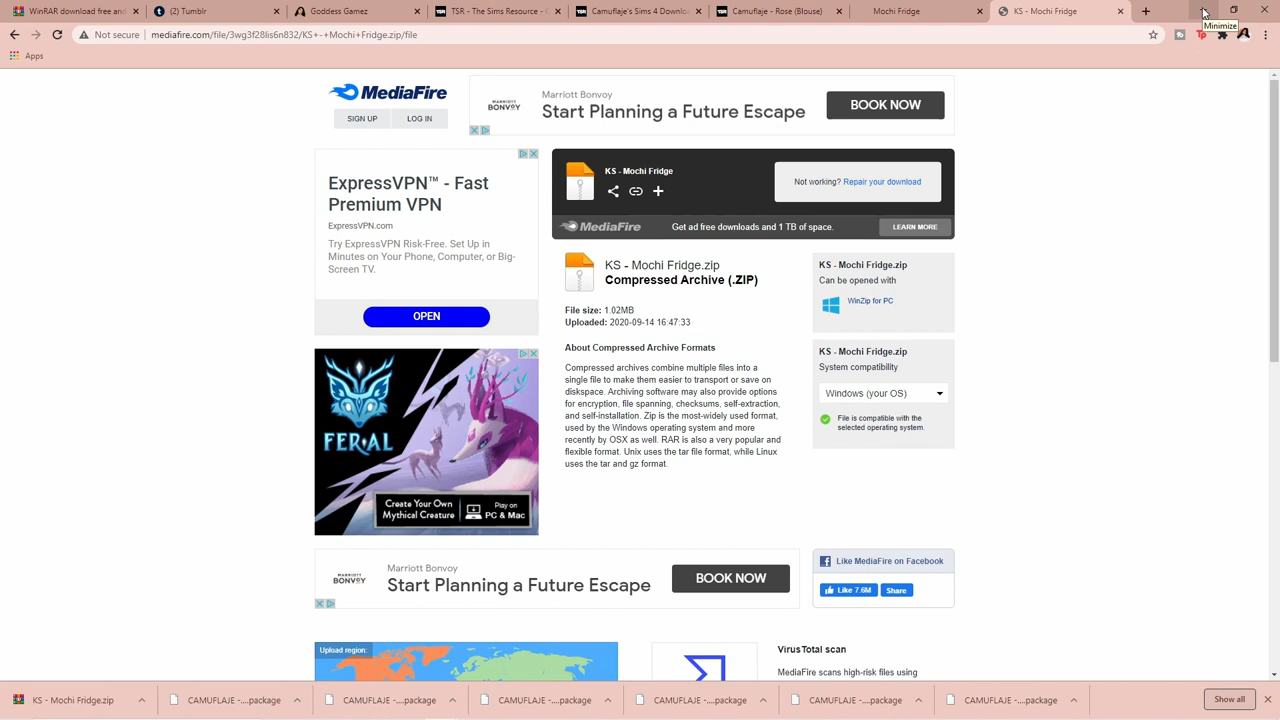 WinRAR download free and
(2) Tumblr
Goddess Gamez
TSR - The Sims Resource -
Camuflaje's Sims 4 Downlo
Camuflaje - Rose (Blouse)
Mochi Fridge
KS - Mochi Fridge
Minimize
Not secure
mediafire.com/file/3wg3f28lis6n832/KS+-+Mochi+Fridge.zip/file
Apps
MediaFire
SIGN UP
LOG IN
MARRIOTT
BONVOY
Marriott Bonvoy
Start Planning a Future Escape
BOOK NOW
ExpressVPN™ - Fast
Premium VPN
ExpressVPN.com
Try ExpressVPN Risk-Free. Set Up in
Minutes on Your Phone, Computer, or Big-
Screen TV.
OPEN
KS - Mochi Fridge
Not working? Repair your download
MediaFire
Get ad free downloads and 1 TB of space.
LEARN MORE
KS - Mochi Fridge.zip
Compressed Archive (.ZIP)
File size: 1.02MB
Uploaded: 2020-09-14 16:47:33
About Compressed Archive Formats
Compressed archives combine multiple files into a
single file to make them easier to transport or save on
diskspace. Archiving software may also provide options
for encryption, file spanning, checksums, self-extraction,
and self-installation. Zip is the most-widely used format,
used by the Windows operating system and more
recently by OSX as well. RAR is also a very popular and
flexible format. Unix uses the tar file format, while Linux
uses the tar and gz format.
KS - Mochi Fridge.zip
Can be opened with
WinZip for PC
KS - Mochi Fridge.zip
System compatibility
Windows (your OS)
File is compatible with the
selected operating system.
FERAL
Create Your Own
Mythical Creature
Play on
PC & Mac
MARRIOTT
BONVOY
Marriott Bonvoy
Start Planning a Future Escape
BOOK NOW
Like MediaFire on Facebook
Like 7.6M
Share
Upload region:
VirusTotal scan
MediaFire scans high-risk files using
KS - Mochi Fridge.zip
CAMUFLAJE -....package
CAMUFLAJE -....package
CAMUFLAJE -....package
CAMUFLAJE -....package
CAMUFLAJE -....package
CAMUFLAJE -....package
Show all